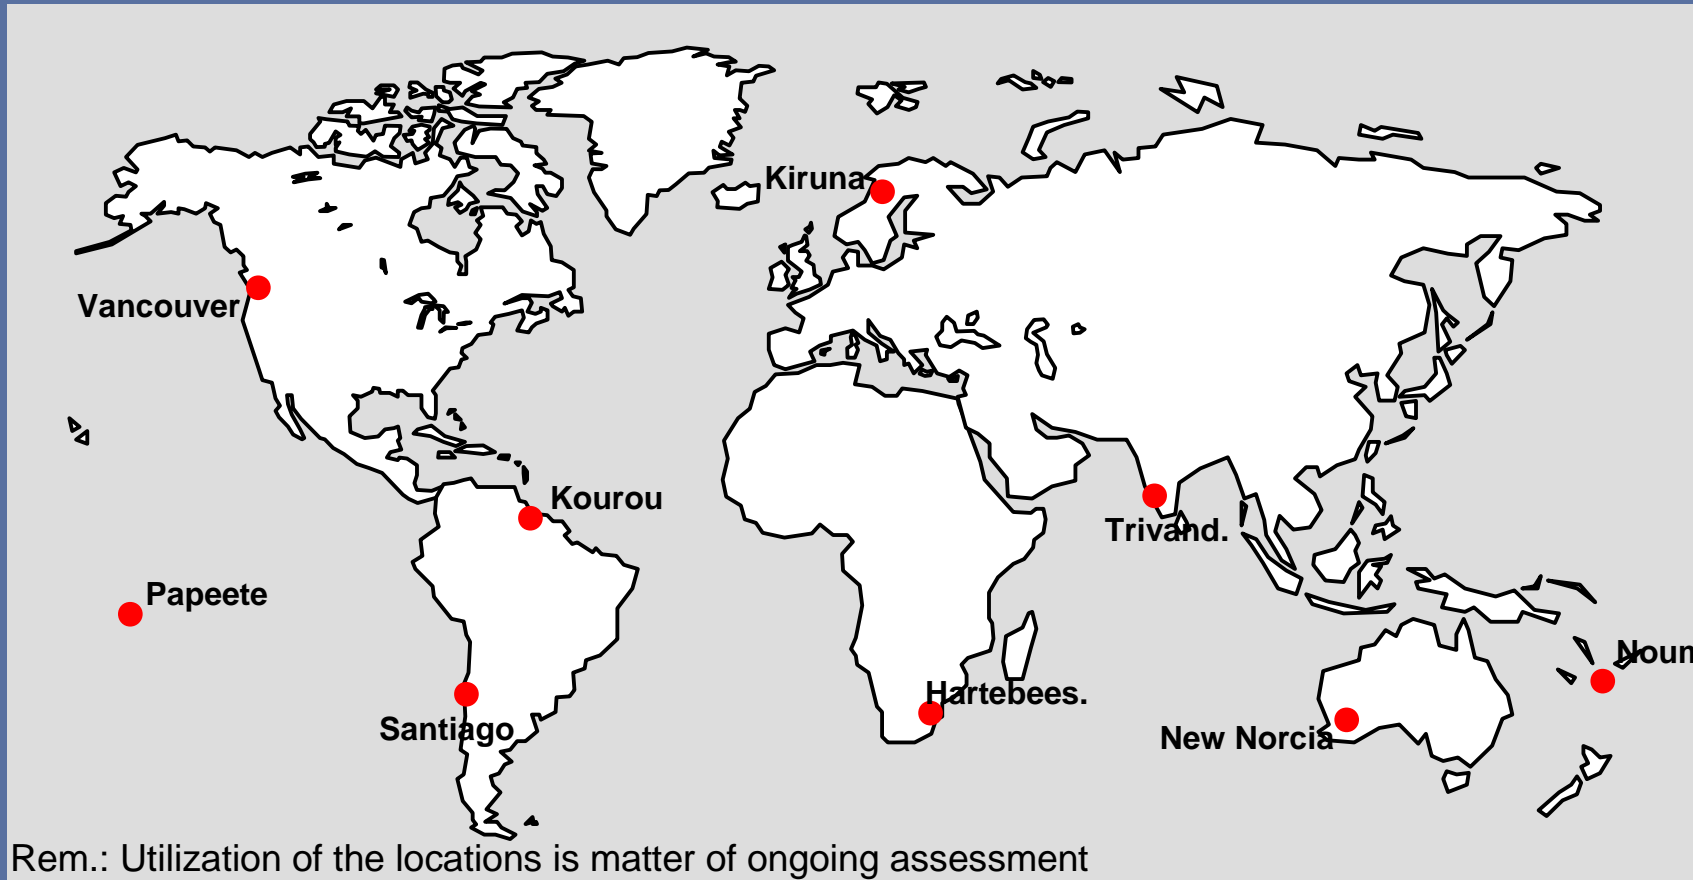 Kiruna
Vancouver
Kourou
Trivand.
Papeete
Noum
Hartebees.
Santiago
New Norcia
Rem.: Utilization of the locations is matter of ongoing assessment